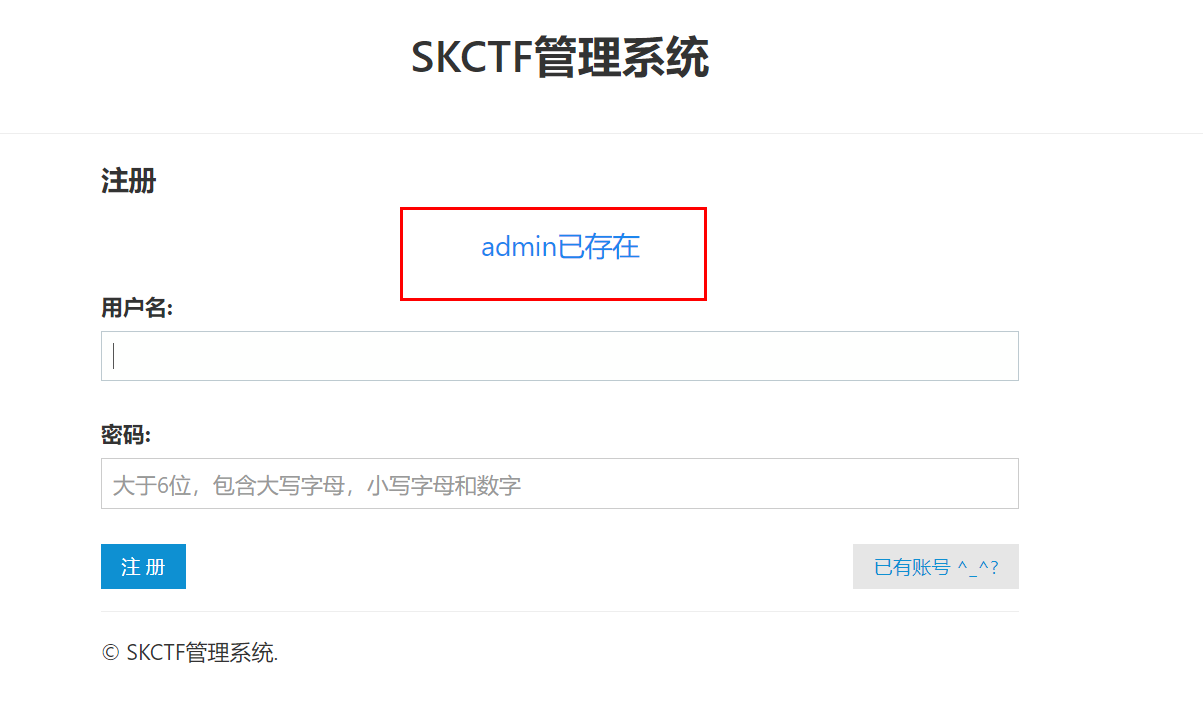 SKCTF管理系统
注册
admin已存在
用户名:
密码:
大于6位，包含大写字母，小写字母和数字
注 册
已有账号 ^_^?
© SKCTF管理系统.